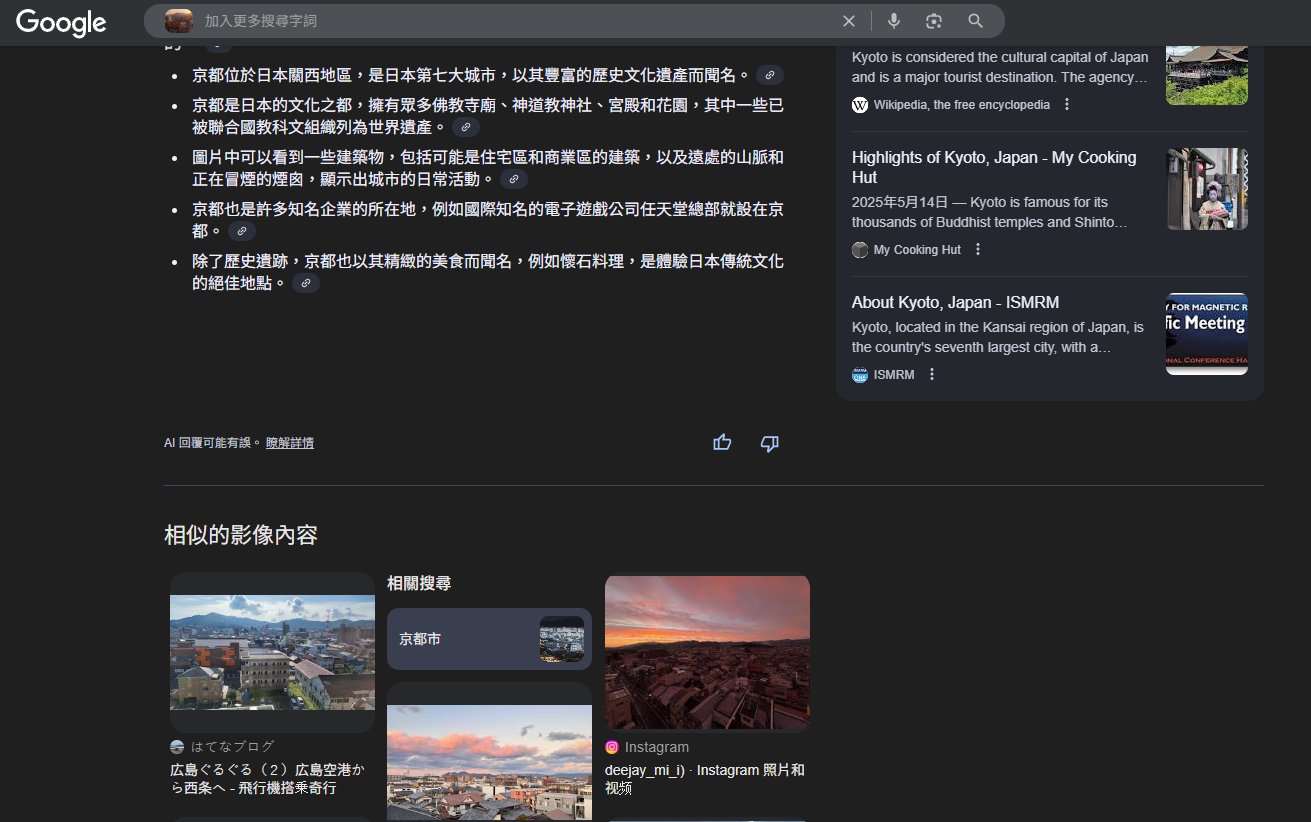 Google
加入更多搜尋字詞
京都位於日本關西地區，是日本第七大城市，以其豐富的歷史文化遺產而聞名。
京都是日本的文化之都，擁有眾多佛教寺廟、神道教神社、宮殿和花園，其中一些已
被聯合國教科文組織列為世界遺產。
圖片中可以看到一些建築物，包括可能是住宅區和商業區的建築，以及遠處的山脈和
正在冒煙的煙囪，顯示出城市的日常活動。
京都也是許多知名企業的所在地，例如國際知名的電子遊戲公司任天堂總部就設在京
都。
除了歷史遺跡，京都也以其精緻的美食而聞名，例如懷石料理，是體驗日本傳統文化
的絕佳地點。
Kyoto is considered the cultural capital of Japan
and is a major tourist destination. The agency…
W
Wikipedia, the free encyclopedia
Highlights of Kyoto, Japan - My Cooking
Hut
2025年5月14日 — Kyoto is famous for its
thousands of Buddhist temples and Shinto…
My Cooking Hut
About Kyoto, Japan - ISMRM
Kyoto, located in the Kansai region of Japan, is
the country's seventh largest city, with a…
ISMRM
Y FOR MAGNETIC R
ic Meeting
ONAL CONFERENCE HA
AI 回覆可能有誤。 瞭解詳情
相似的影像內容
はてなブログ
広島ぐるぐる（２）広島空港か
ら西条へ - 飛行機搭乗奇行
相關搜尋
京都市
Instagram
deejay_mi_i) · Instagram 照片和
视频